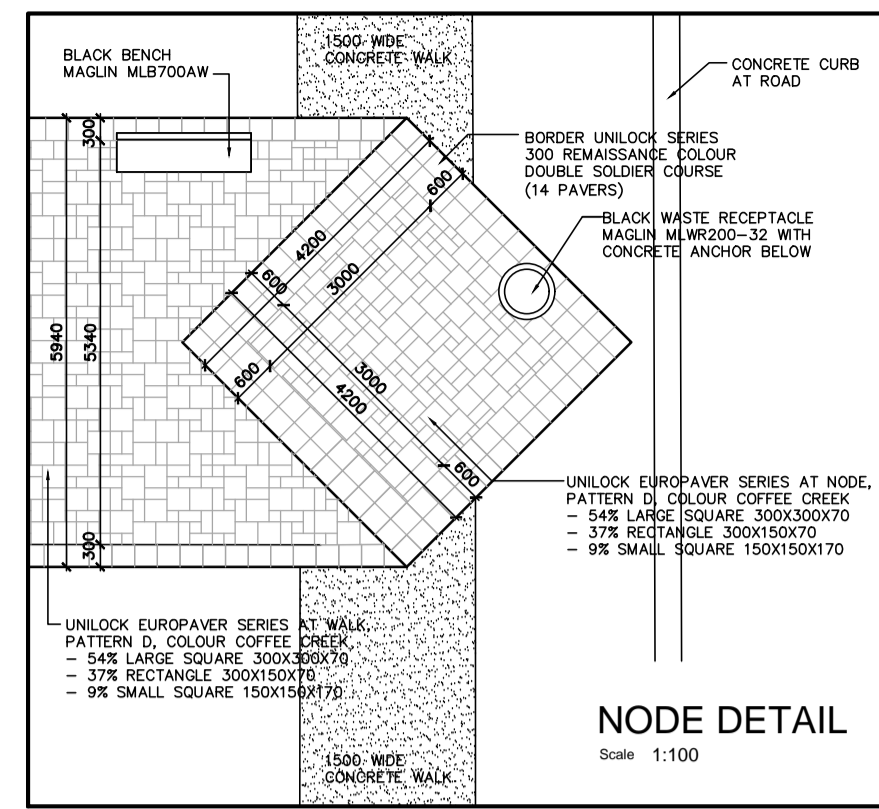 1500 WIDE
CONCRETE WALK
BLACK BENCH
MAGLIN MLB700AW
CONCRETE CURB
AT ROAD
BORDER UNILOCK SERIES
300 REMAISSANCE COLOUR
DOUBLE SOLDIER COURSE
(14 PAVERS)
BLACK WASTE RECEPTACLE
MAGLIN MLWR200-32 WITH
CONCRETE ANCHOR BELOW
300
600
4200
600
3000
5940
5340
600
3000
4200
600
300
UNILOCK EUROPAVER SERIES AT NODE,
PATTERN D, COLOUR COFFEE CREEK
- 54% LARGE SQUARE 300X300X70
- 37% RECTANGLE 300X150X70
- 9% SMALL SQUARE 150X150X170
UNILOCK EUROPAVER SERIES AT WALK,
PATTERN D, COLOUR COFFEE CREEK,
- 54% LARGE SQUARE 300X300X70
- 37% RECTANGLE 300X150X70
- 9% SMALL SQUARE 150X150X170
1500 WIDE
CONCRETE WALK
NODE DETAIL
Scale 1:100